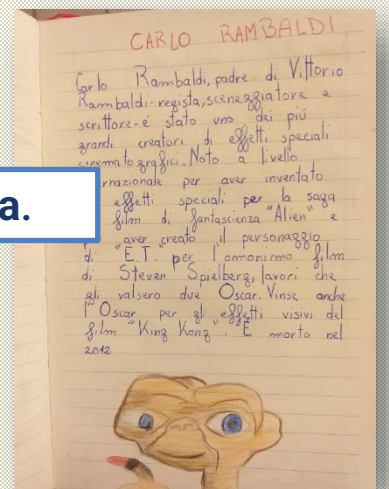 CARLO RAMBALDI
Carlo Rambaldi, padre di Vittorio
Rambaldi-regista, sceneggiatore e
scrittore-è stato uno dei più
grandi creatori di effetti speciali
cinematografici. Noto a livello
per aver inventato
a.
effetti speciali per la saga
film di fantascienza "Alien" e
aver creato il personaggio
di "E.T. per l'omonimo film
di Steven Spielberg, lavori che
gli valsero due Oscar. Vinse anche
l'Oscar per gli effetti visivi del
film "King Kong". È morto nel
2012